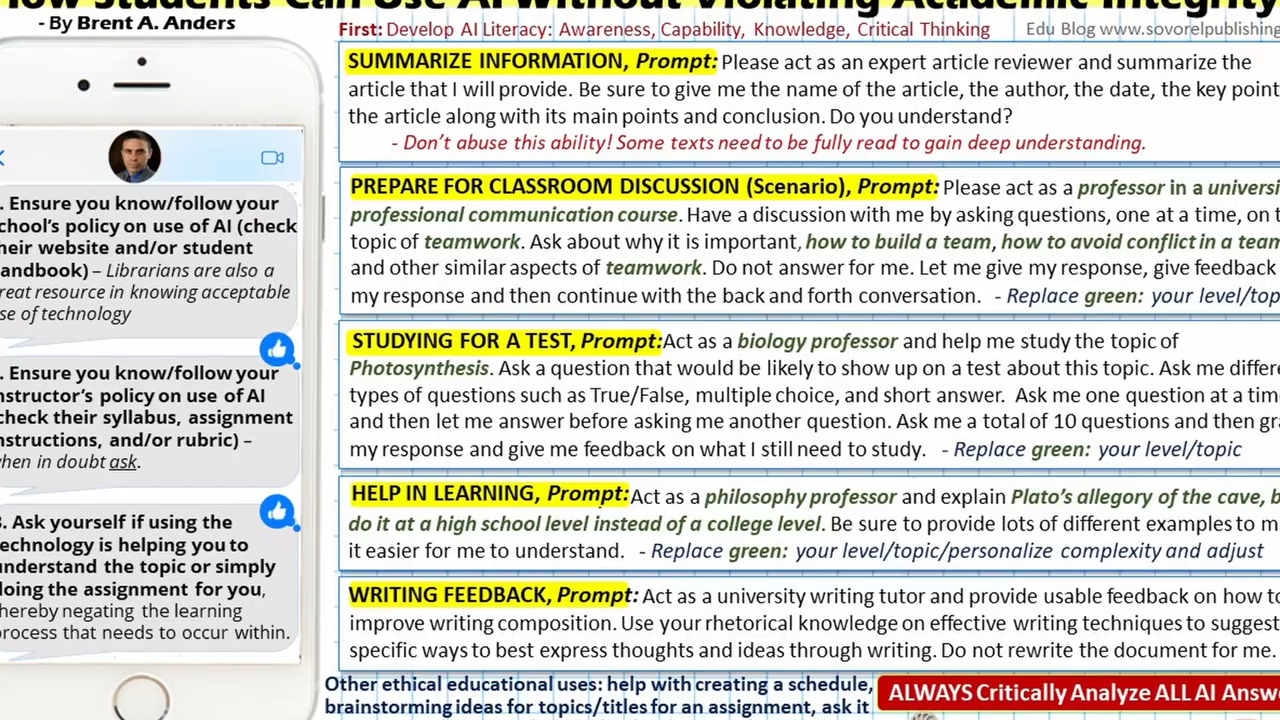 How Students Can Use AI Without Violating Academic Integrity
- By Brent A. Anders
First: Develop AI Literacy: Awareness, Capability, Knowledge, Critical Thinking
Edu Blog www.sovorelpublishing
. Ensure you know/follow your
chool's policy on use of AI (check
heir website and/or student
andbook) – Librarians are also a
reat resource in knowing acceptable
se of technology
. Ensure you know/follow your
nstructor's policy on use of AI
check their syllabus, assignment
nstructions, and/or rubric) –
hen in doubt ask.
3. Ask yourself if using the
echnology is helping you to
understand the topic or simply
doing the assignment for you,
hereby negating the learning
process that needs to occur within.
SUMMARIZE INFORMATION, Prompt: Please act as an expert article reviewer and summarize the
article that I will provide. Be sure to give me the name of the article, the author, the date, the key point
the article along with its main points and conclusion. Do you understand?
- Don't abuse this ability! Some texts need to be fully read to gain deep understanding.
PREPARE FOR CLASSROOM DISCUSSION (Scenario), Prompt: Please act as a professor in a universi
professional communication course. Have a discussion with me by asking questions, one at a time, on t
topic of teamwork. Ask about why it is important, how to build a team, how to avoid conflict in a team
and other similar aspects of teamwork. Do not answer for me. Let me give my response, give feedback
my response and then continue with the back and forth conversation. - Replace green: your level/top
STUDYING FOR A TEST, Prompt:Act as a biology professor and help me study the topic of
Photosynthesis. Ask a question that would be likely to show up on a test about this topic. Ask me differe
types of questions such as True/False, multiple choice, and short answer. Ask me one question at a tim
and then let me answer before asking me another question. Ask me a total of 10 questions and then gra
my response and give me feedback on what I still need to study. - Replace green: your level/topic
HELP IN LEARNING, Prompt:Act as a philosophy professor and explain Plato's allegory of the cave, b
do it at a high school level instead of a college level. Be sure to provide lots of different examples to m
it easier for me to understand. - Replace green: your level/topic/personalize complexity and adjust
WRITING FEEDBACK, Prompt: Act as a university writing tutor and provide usable feedback on how to
improve writing composition. Use your rhetorical knowledge on effective writing techniques to suggest
specific ways to best express thoughts and ideas through writing. Do not rewrite the document for me.
Other ethical educational uses: help with creating a schedule,
brainstorming ideas for topics/titles for an assignment, ask it
ALWAYS Critically Analyze ALL AI Answe